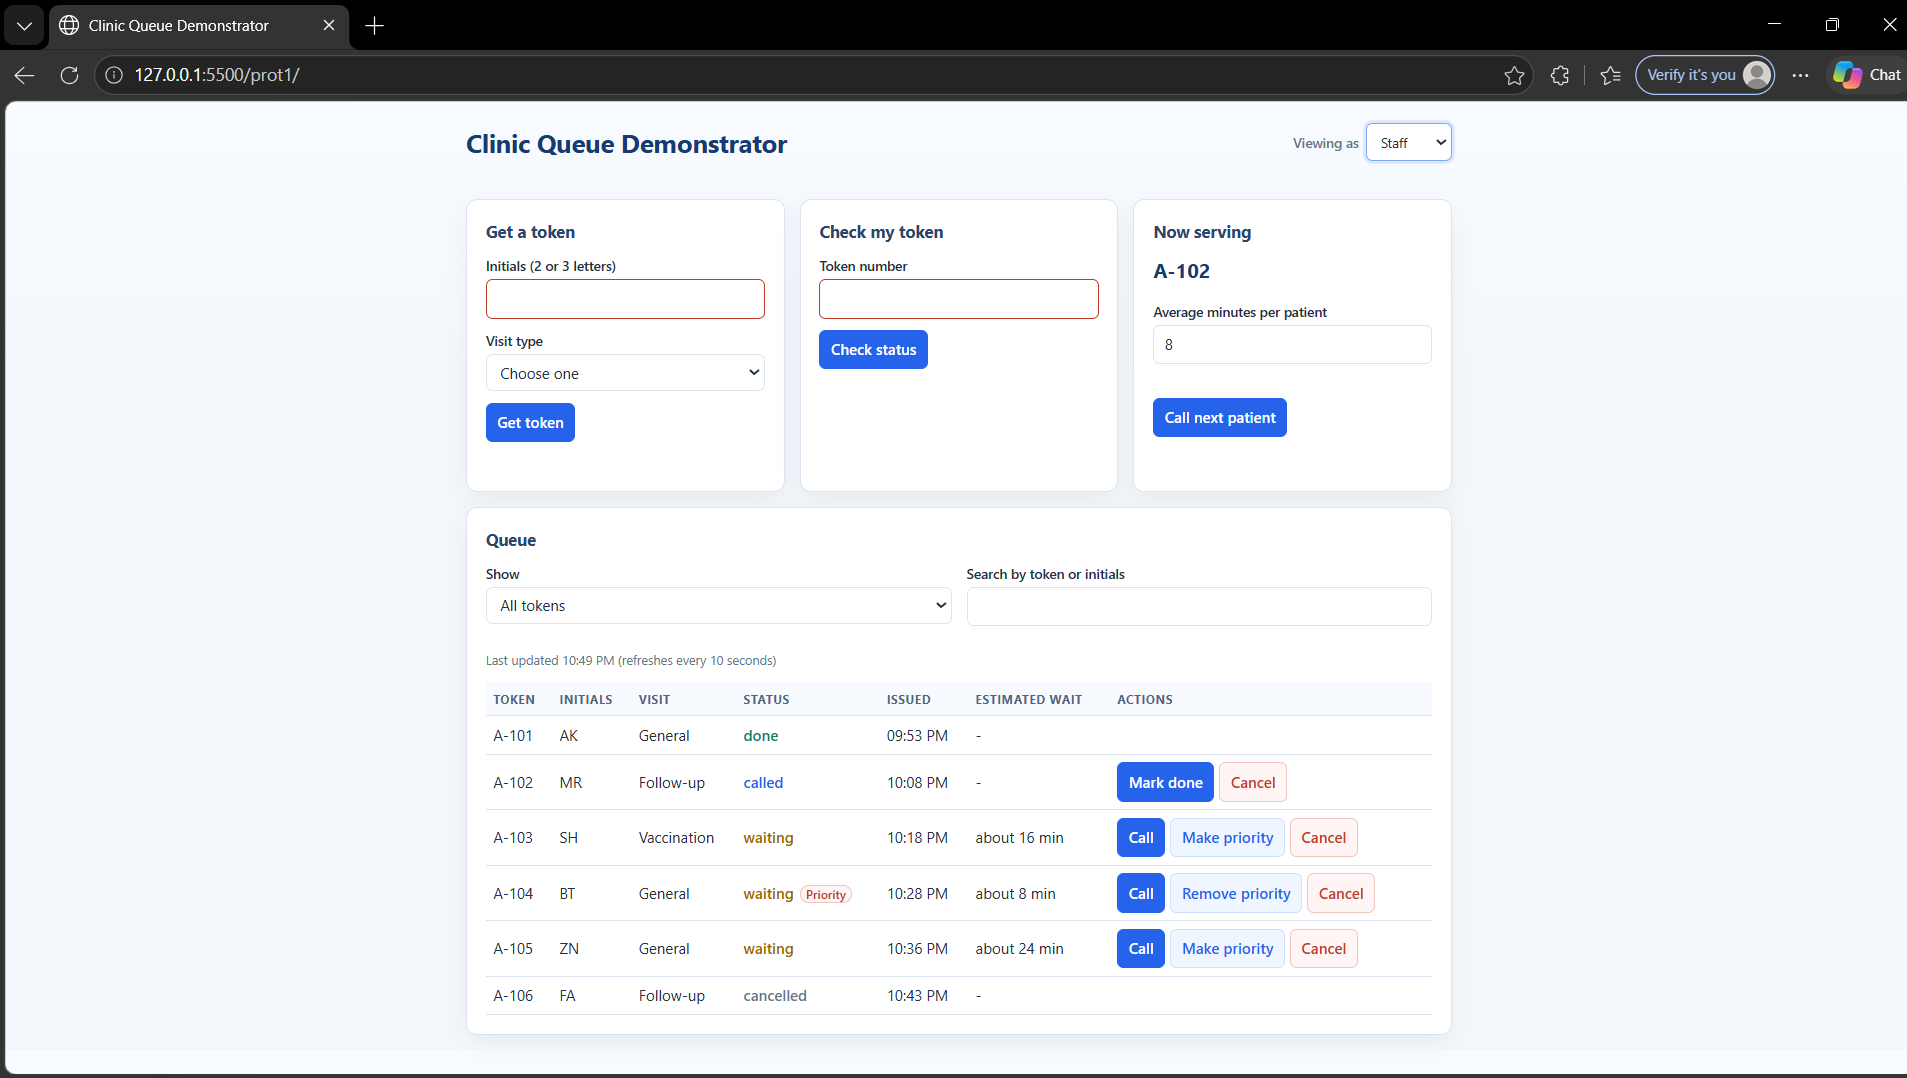 Clinic Queue Demonstrator
127.0.0.1:5500/prot1/
Verify it's you
Chat
Clinic Queue Demonstrator
Viewing as Staff
Get a token
Initials (2 or 3 letters)
Visit type
Choose one
Get token
Check my token
Token number
Check status
Now serving
A-102
Average minutes per patient
8
Call next patient
Queue
Show
All tokens
Search by token or initials
Last updated 10:49 PM (refreshes every 10 seconds)
TOKEN INITIALS VISIT STATUS ISSUED ESTIMATED WAIT ACTIONS
A-101 AK General done 09:53 PM -
A-102 MR Follow-up called 10:08 PM - Mark done Cancel
A-103 SH Vaccination waiting 10:18 PM about 16 min Call Make priority Cancel
A-104 BT General waiting Priority 10:28 PM about 8 min Call Remove priority Cancel
A-105 ZN General waiting 10:36 PM about 24 min Call Make priority Cancel
A-106 FA Follow-up cancelled 10:43 PM -